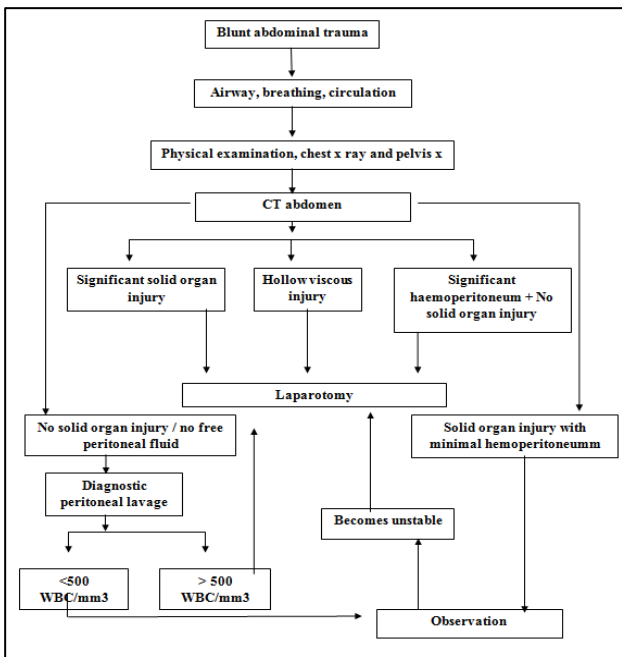 Blunt abdominal trauma
Airway, breathing, circulation
Physical examination, chest x ray and pelvis x
CT abdomen
Significant solid organ
injury
Hollow viscous
injury
Significant
haemoperitoneum + No
solid organ injury
Laparotomy
No solid organ injury / no free
peritoneal fluid
Solid organ injury with
minimal hemoperitoneumm
Diagnostic
peritoneal lavage
Becomes unstable
<500
WBC/mm3
> 500
WBC/mm3
Observation